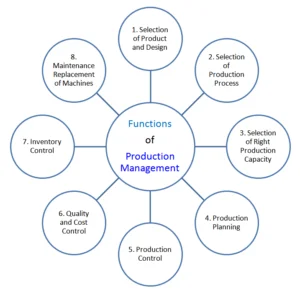 1. Selection
of Product
and Design
2. Selection
of
Production
Process
3. Selection
of Right
Production
Capacity
4. Production
Planning
5. Production
Control
6. Quality
and Cost
Control
7. Inventory
Control
8.
Maintenance
Replacement
of Machines
Functions
of
Production
Management